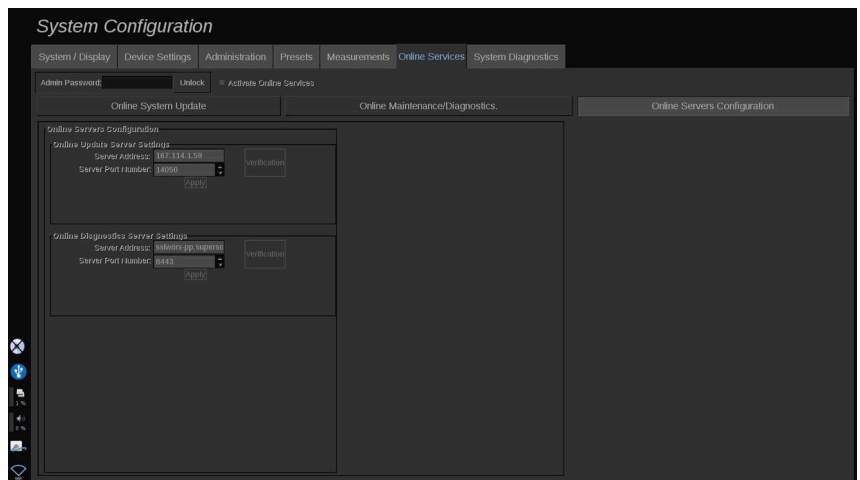 System Configuration
System / Display Device Settings Administration Presets Measurements Online Services System Diagnostics
Admin Password: Unlock Activate Online Services
Online System Update Online Maintenance/Diagnostics. Online Servers Configuration
Online Servers Configuration
Online Update Server Settings
Server Address: 187.114.1.59
Server Port Number: 14050
Verification
Apply
Online Diagnostics Server Settings
Server Address:
Server Port Number: 8443
Verification
Apply
1 %
0 %